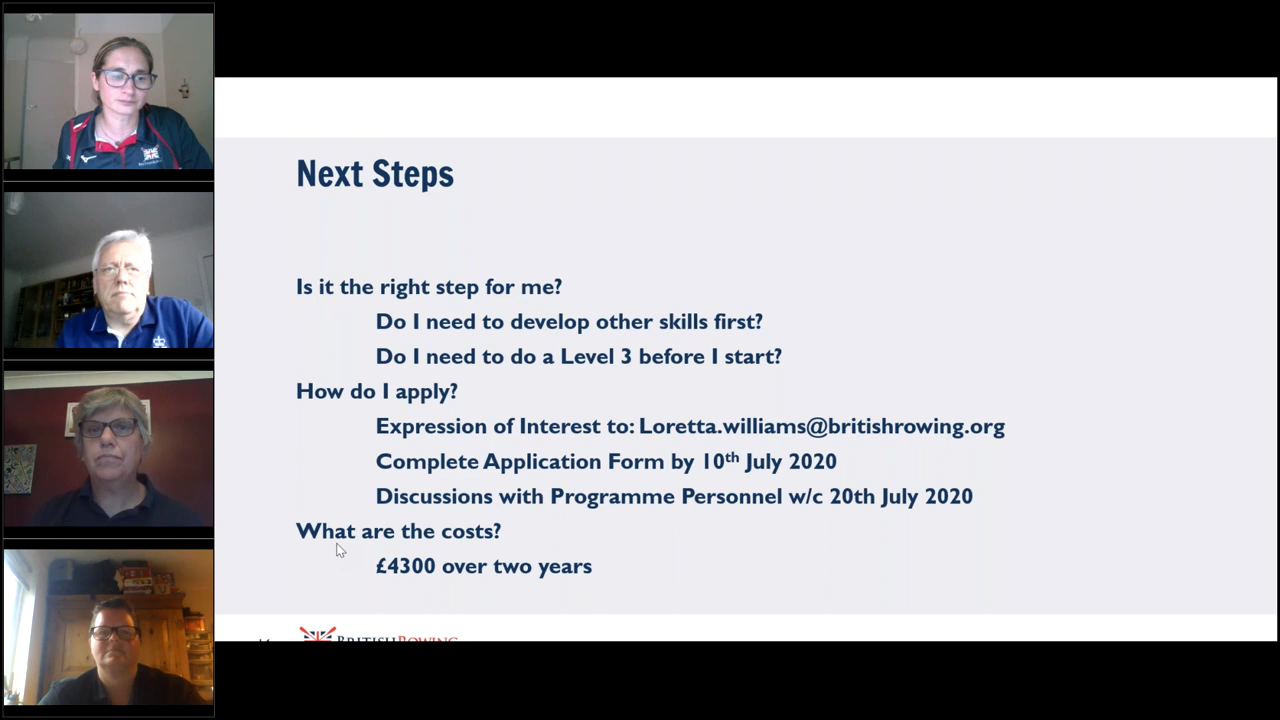 Next Steps
Is it the right step for me?
Do I need to develop other skills first?
Do I need to do a Level 3 before I start?
How do I apply?
Expression of Interest to: Loretta.williams@britishrowing.org
Complete Application Form by 10th July 2020
Discussions with Programme Personnel w/c 20th July 2020
What are the costs?
£4300 over two years
BRITISH ROWING